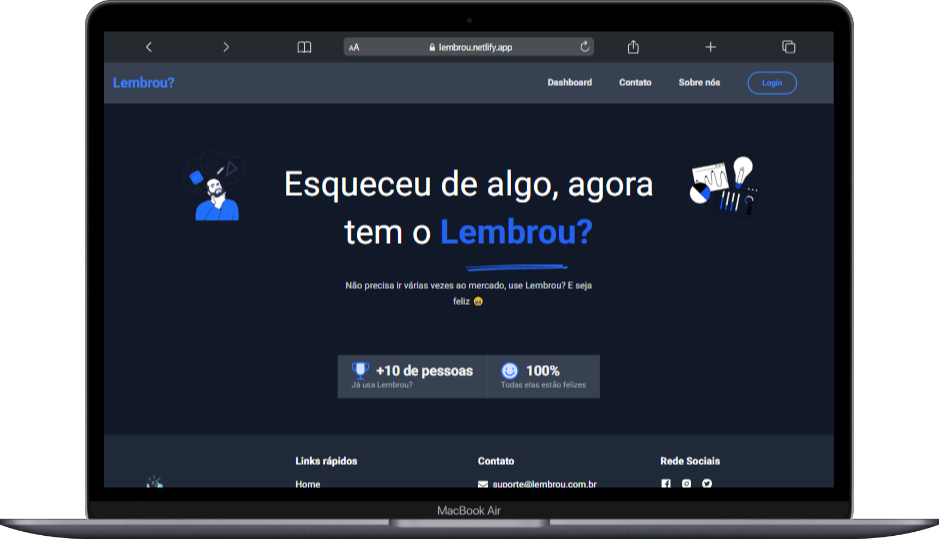 AA lembrou.netlify.app
Lembrou? Dashboard Contato Sobre nós Login
Esqueceu de algo, agora
tem o Lembrou?
Não precisa ir várias vezes ao mercado, use Lembrou? E seja
feliz
+10 de pessoas
Já usa Lembrou?
100%
Todas elas estão felizes
Links rápidos
Home
Contato
suporte@lembrou.com.br
Rede Sociais
MacBook Air